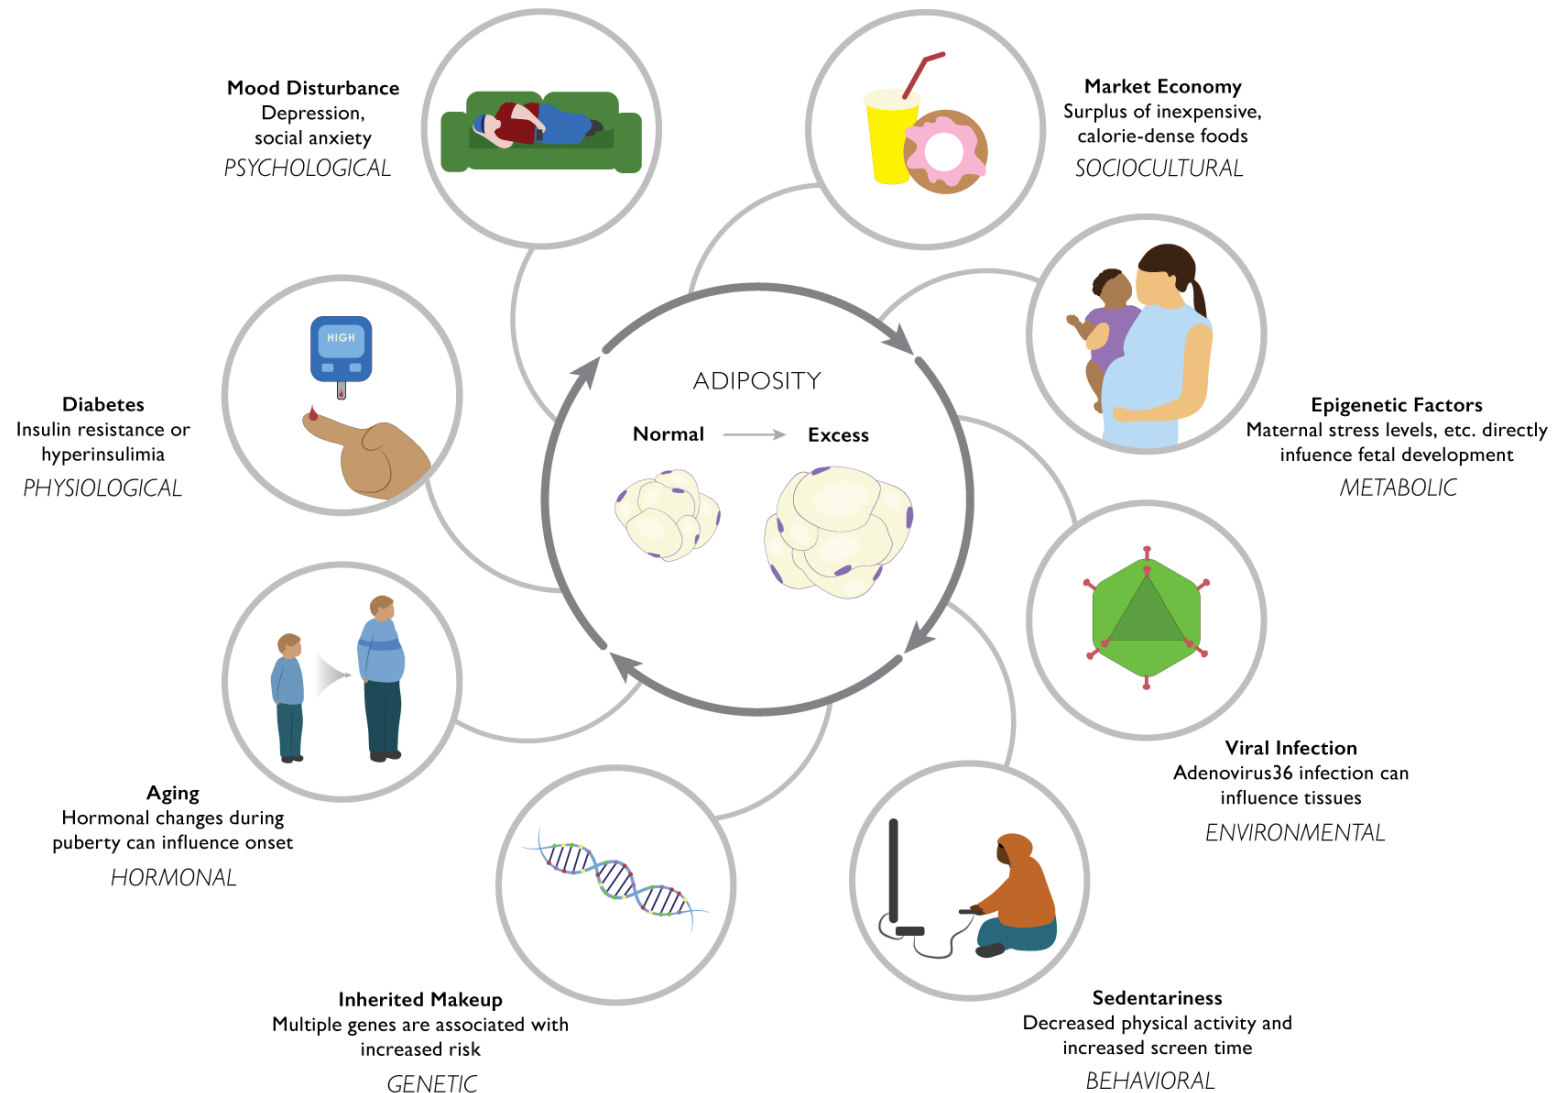 Mood Disturbance
Depression,
social anxiety
PSYCHOLOGICAL
Market Economy
Surplus of inexpensive,
calorie-dense foods
SOCIOCULTURAL
Epigenetic Factors
Maternal stress levels, etc. directly
infuence fetal development
METABOLIC
Viral Infection
Adenovirus36 infection can
influence tissues
ENVIRONMENTAL
Sedentariness
Decreased physical activity and
increased screen time
BEHAVIORAL
Inherited Makeup
Multiple genes are associated with
increased risk
GENETIC
Aging
Hormonal changes during
puberty can influence onset
HORMONAL
Diabetes
Insulin resistance or
hyperinsulimia
PHYSIOLOGICAL
HIGH
ADIPOSITY
Normal
Excess